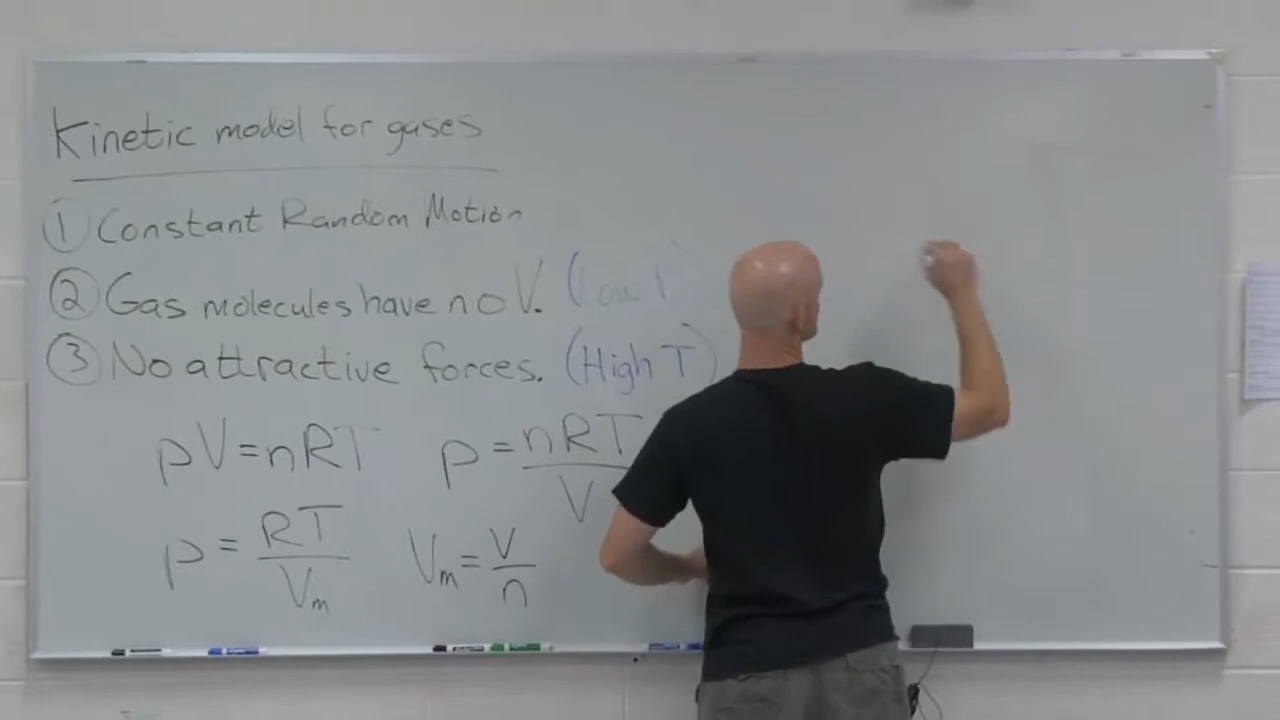 Kinetic model for gases
① Constant Random Motion
② Gas molecules have no V. (Low
③ No attractive forces. (High T)
pV=nRT p = nRT/V
p = RT/Vm Vm = V/n